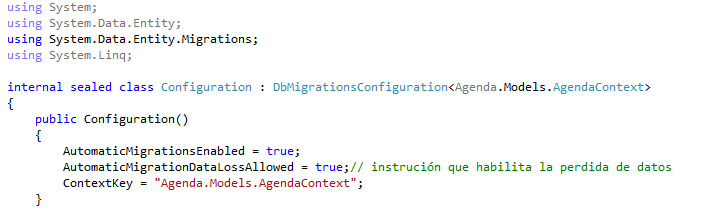 using System;
using System.Data.Entity;
using System.Data.Entity.Migrations;
using System.Linq;
internal sealed class Configuration : DbMigrationsConfiguration<Agenda.Models.AgendaContext>
{
public Configuration()
{
AutomaticMigrationsEnabled = true;
AutomaticMigrationDataLossAllowed = true;// instrución que habilita la perdida de datos
ContextKey = "Agenda.Models.AgendaContext";
}